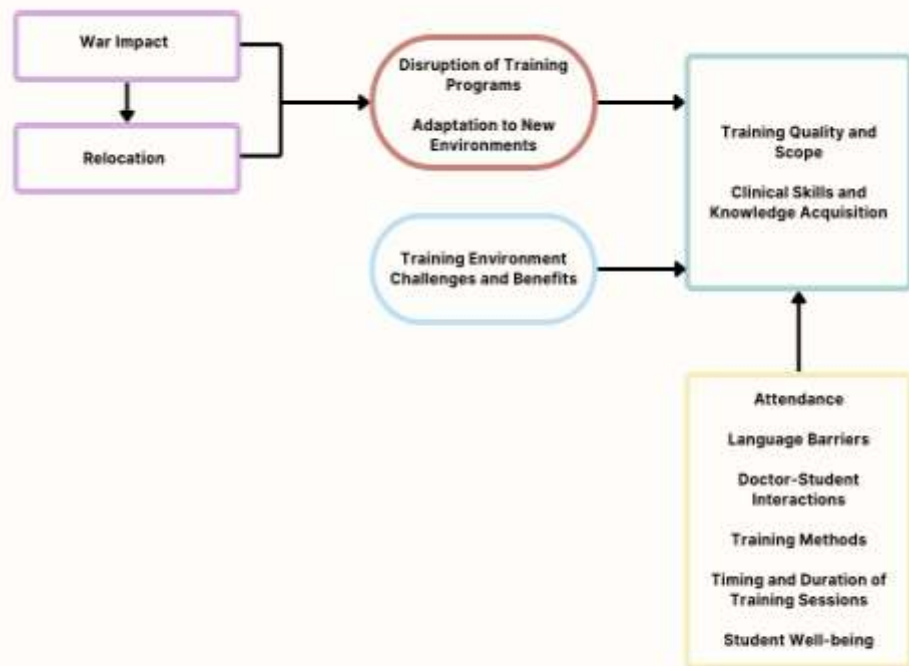 War Impact
Relocation
Disruption of Training
Programs
Adaptation to New
Environments
Training Environment
Challenges and Benefits
Training Quality and
Scope
Clinical Skills and
Knowledge Acquisition
Attendance
Language Barriers
Doctor-Student
Interactions
Training Methods
Timing and Duration of
Training Sessions
Student Well-being